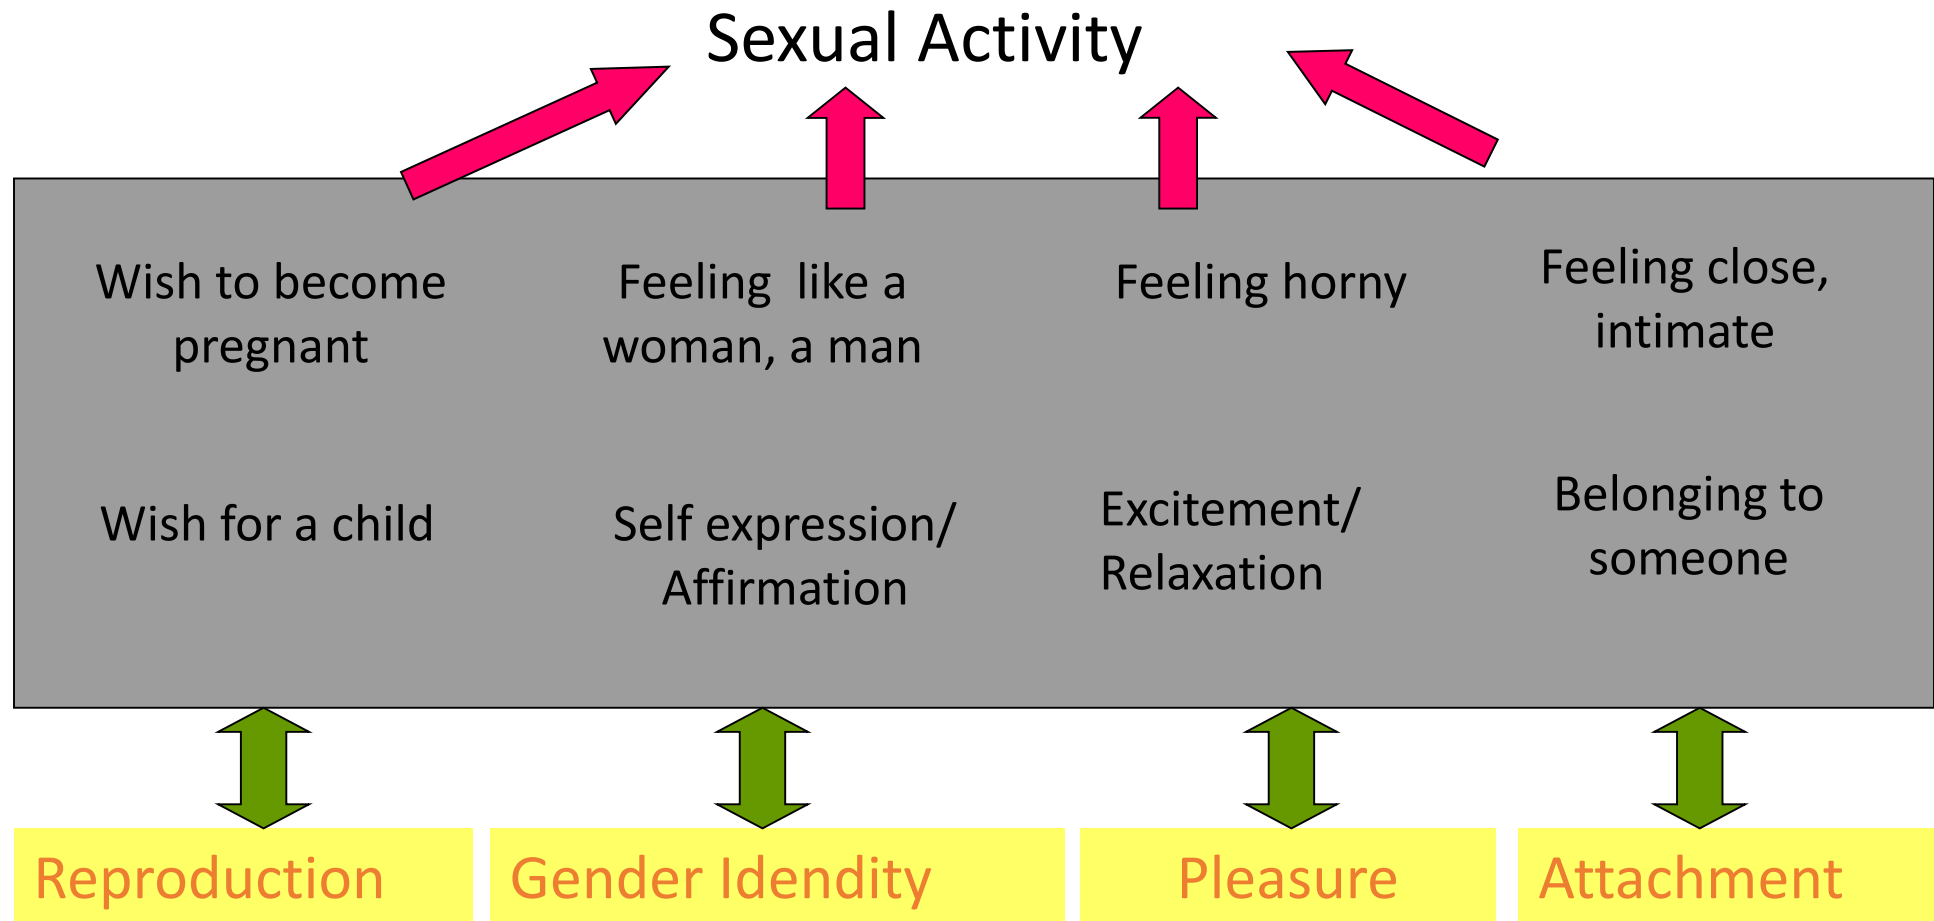 Sexual Activity
Wish to become
pregnant
Feeling  like a
woman, a man
Feeling horny
Feeling close,
intimate
Wish for a child
Self expression/
Affirmation
Excitement/
Relaxation
Belonging to
someone
Reproduction
Gender Idendity
Pleasure
Attachment